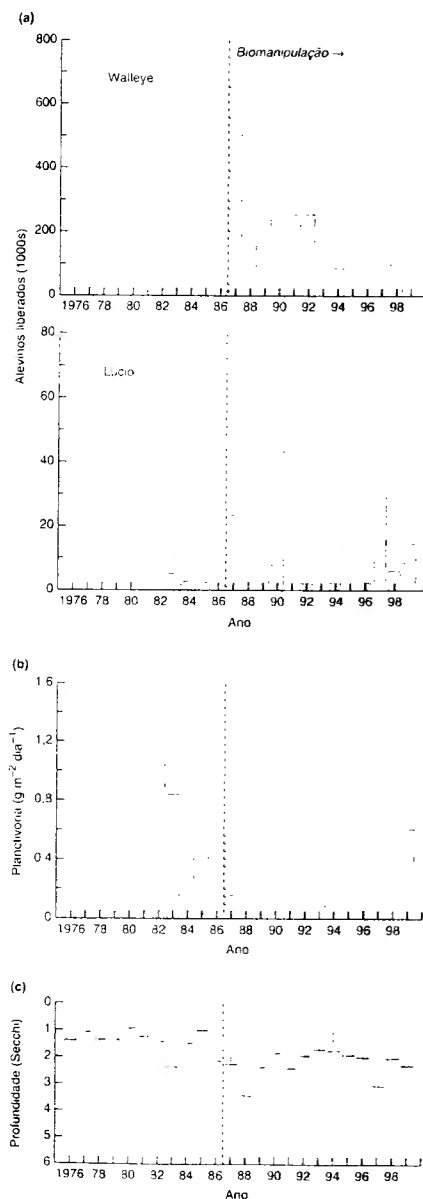 (a)
800
600
400
200
0
Walleye
Biomanipulação →
1976 78 80 82 84 86 88 90 92 94 96 98
Alevinos liberados (1000s)
80
60
40
20
0
Lúcio
1976 78 80 82 84 86 88 90 92 94 96 98
Ano
(b)
1.6
1.2
0.8
0.4
0
Planctivoria (g m⁻² dia⁻¹)
1976 78 80 82 84 86 88 90 92 94 96 98
Ano
(c)
0
1
2
3
4
5
6
Profundidade (Secchi)
1976 78 80 82 84 86 88 90 92 94 96 98
Ano